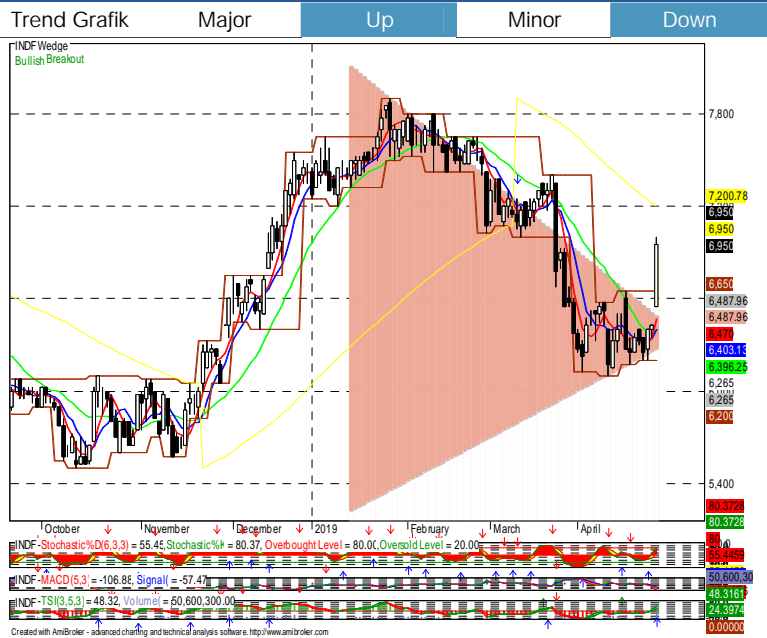 Trend Grafik Major Up Minor Down
INDF Wedge
Bullish Breakout
7,800
7,200.78
6,950
6,950
6,950
6,650
6,487.96
6,487.96
6,470
6,403.13
6,396.25
6,265
6,265
6,200
5,400
October November December 2019 February March April
80.3728
80.3728
INDF-Stochastic%D(6,3,3) = 55.45, Stochastic%K = 80.37, Overbought Level = 80.00, Oversold Level = 20.00
55.4459
INDF-MACD(5,3) = -106.88, Signal( = -57.47
50,600,30
INDF-TSI(3,5,3) = 48.32, Volume( = 50,600,300.00
48.3161
24.3974
0.00000
Created with AmiBroker - advanced charting and technical analysis software. http://www.amibroker.com